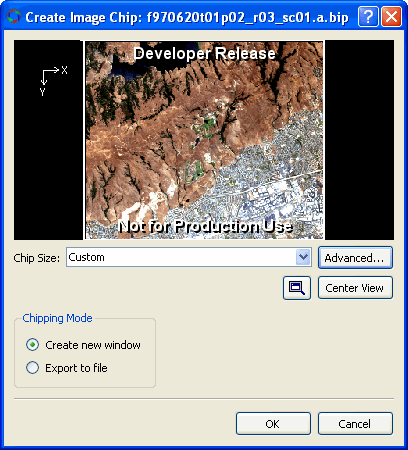 Create Image Chip: f970620t01p02_r03_sc01.a.bip
Developer Release
X
Y
Not for Production Use
Chip Size: Custom Advanced...
Center View
Chipping Mode
Create new window
Export to file
OK Cancel